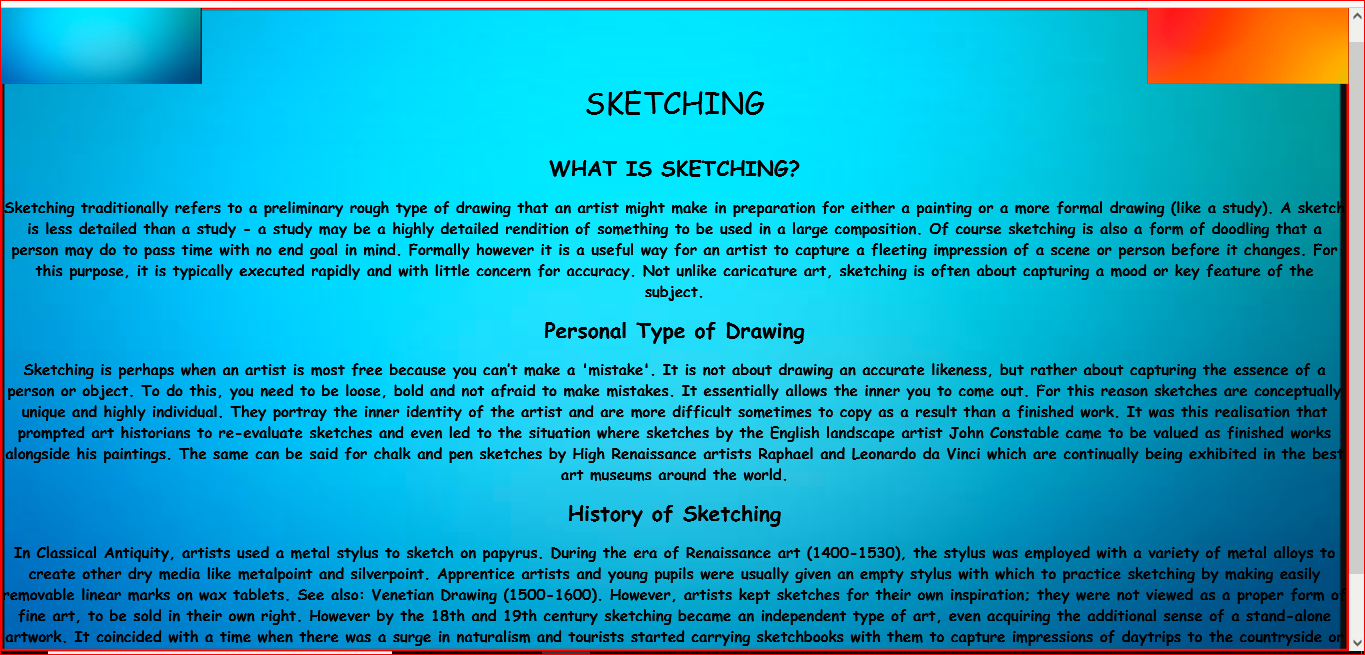 SKETCHING
WHAT IS SKETCHING?
Sketching traditionally refers to a preliminary rough type of drawing that an artist might make in preparation for either a painting or a more formal drawing (like a study). A sketch
is less detailed than a study - a study may be a highly detailed rendition of something to be used in a large composition. Of course sketching is also a form of doodling that a
person may do to pass time with no end goal in mind. Formally however it is a useful way for an artist to capture a fleeting impression of a scene or person before it changes. For
this purpose, it is typically executed rapidly and with little concern for accuracy. Not unlike caricature art, sketching is often about capturing a mood or key feature of the
subject.
Personal Type of Drawing
Sketching is perhaps when an artist is most free because you can't make a 'mistake'. It is not about drawing an accurate likeness, but rather about capturing the essence of a
person or object. To do this, you need to be loose, bold and not afraid to make mistakes. It essentially allows the inner you to come out. For this reason sketches are conceptually
unique and highly individual. They portray the inner identity of the artist and are more difficult sometimes to copy as a result than a finished work. It was this realisation that
prompted art historians to re-evaluate sketches and even led to the situation where sketches by the English landscape artist John Constable came to be valued as finished works
alongside his paintings. The same can be said for chalk and pen sketches by High Renaissance artists Raphael and Leonardo da Vinci which are continually being exhibited in the best
art museums around the world.
History of Sketching
In Classical Antiquity, artists used a metal stylus to sketch on papyrus. During the era of Renaissance art (1400-1530), the stylus was employed with a variety of metal alloys to
create other dry media like metalpoint and silverpoint. Apprentice artists and young pupils were usually given an empty stylus with which to practice sketching by making easily
removable linear marks on wax tablets. See also: Venetian Drawing (1500-1600). However, artists kept sketches for their own inspiration; they were not viewed as a proper form of
fine art, to be sold in their own right. However by the 18th and 19th century sketching became an independent type of art, even acquiring the additional sense of a stand-alone
artwork. It coincided with a time when there was a surge in naturalism and tourists started carrying sketchbooks with them to capture impressions of daytrips to the countryside or